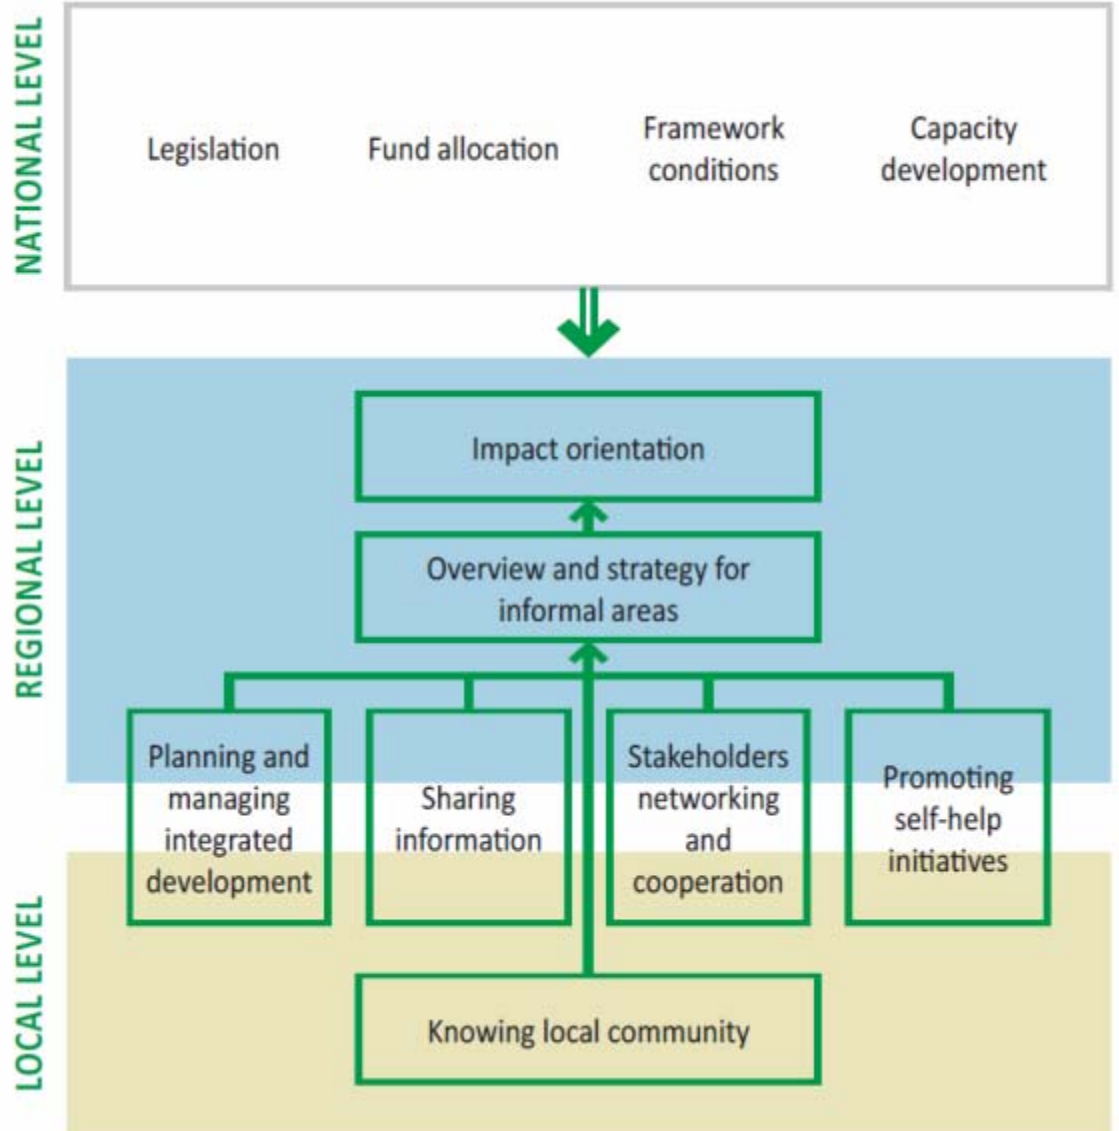 NATIONAL LEVEL
Legislation
Fund allocation
Framework
conditions
Capacity
development
REGIONAL LEVEL
Impact orientation
Overview and strategy for
informal areas
Planning and
managing
integrated
development
Sharing
information
Stakeholders
networking
and
cooperation
Promoting
self-help
initiatives
LOCAL LEVEL
Knowing local community